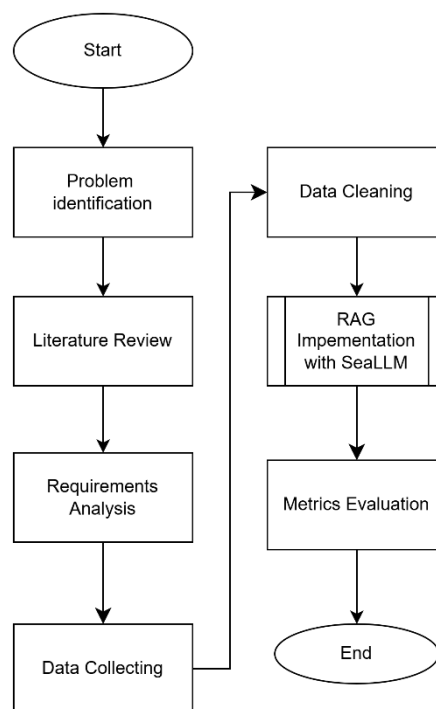 Start
Problem
identification
Literature Review
Requirements
Analysis
Data Collecting
Data Cleaning
RAG
Impementation
with SeaLLM
Metrics Evaluation
End